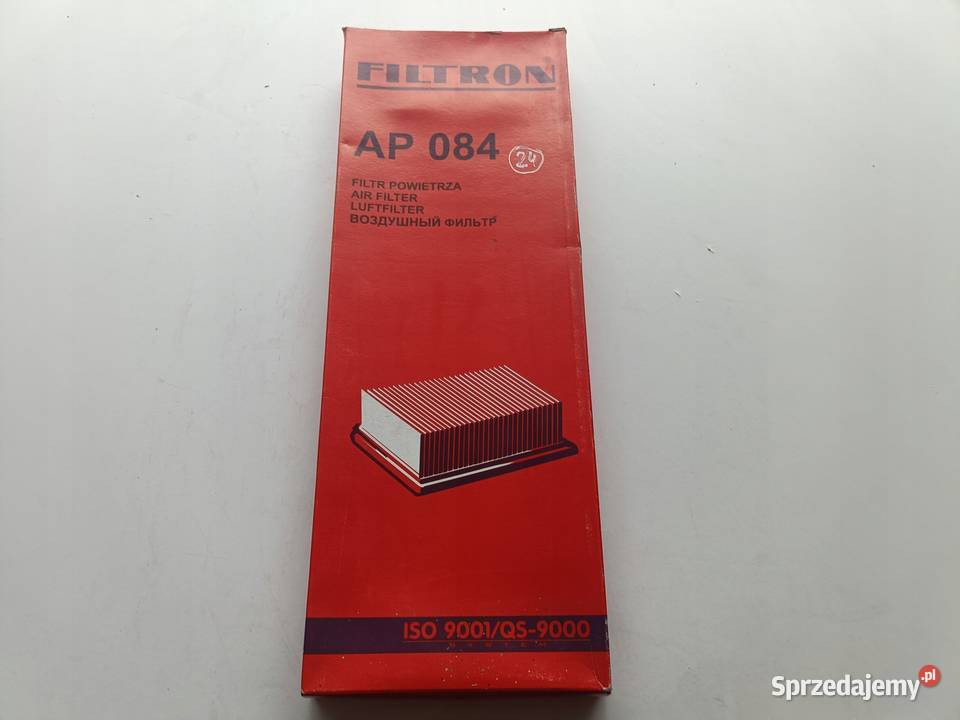 FILTRON
AP 084 24
FILTR POWIETRZA
AIR FILTER
LUFTFILTER
ВОЗДУШНЫЙ ФИЛЬТР
ISO 9001/QS-9000
Sprzedajemy.pl